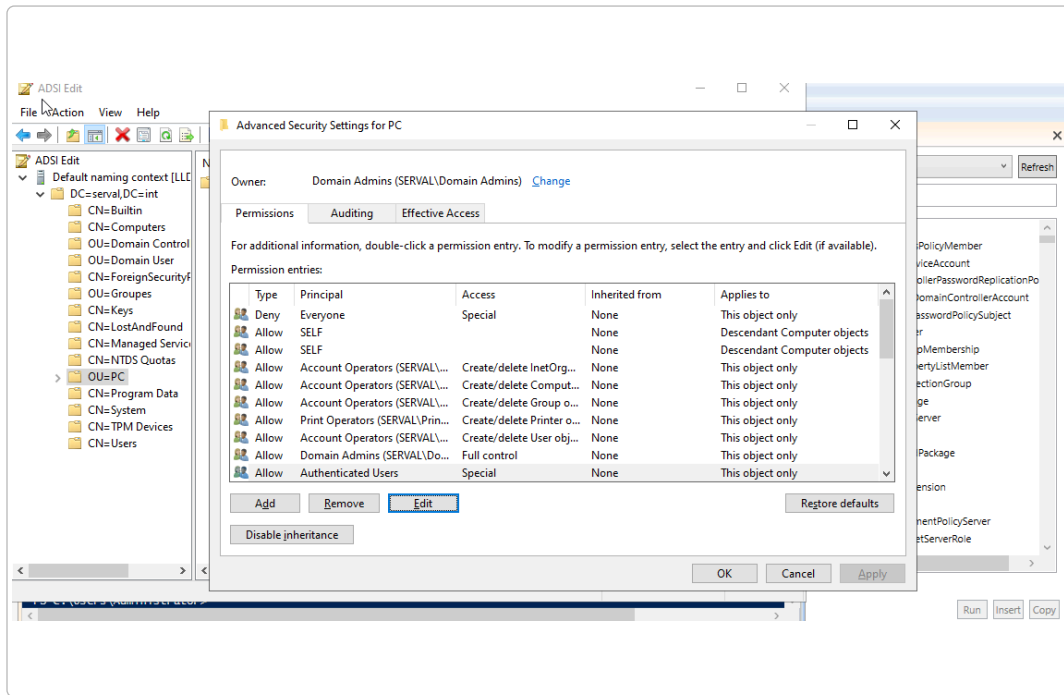 ADSI Edit
File Action View Help
ADSI Edit
Default naming context [LLD
DC=serval,DC=int
CN=Builtin
CN=Computers
OU=Domain Control
OU=Domain User
CN=ForeignSecurityP
OU=Groupes
CN=Keys
CN=LostAndFound
CN=Managed Servic
CN=NTDS Quotas
OU=PC
CN=Program Data
CN=System
CN=TPM Devices
CN=Users
N
Advanced Security Settings for PC
Owner: Domain Admins (SERVAL\Domain Admins) Change
Permissions Auditing Effective Access
For additional information, double-click a permission entry. To modify a permission entry, select the entry and click Edit (if available).
Permission entries:
Type Principal Access Inherited from Applies to
Deny Everyone Special None This object only
Allow SELF None Descendant Computer objects
Allow SELF None Descendant Computer objects
Allow Account Operators (SERVAL\... Create/delete InetOrg... None This object only
Allow Account Operators (SERVAL\... Create/delete Comput... None This object only
Allow Account Operators (SERVAL\... Create/delete Group o... None This object only
Allow Print Operators (SERVAL\Prin... Create/delete Printer o... None This object only
Allow Account Operators (SERVAL\... Create/delete User obj... None This object only
Allow Domain Admins (SERVAL\Do... Full control None This object only
Allow Authenticated Users Special None This object only
Add Remove Edit Restore defaults
Disable inheritance
OK Cancel Apply
Refresh
sPolicyMember
viceAccount
ollerPasswordReplicationPo
DomainControllerAccount
asswordPolicySubject
er
pMembership
ertyListMember
ectionGroup
ge
erver
Package
ension
mentPolicyServer
etServerRole
PS C:\Users\Administrator>
Run Insert Copy